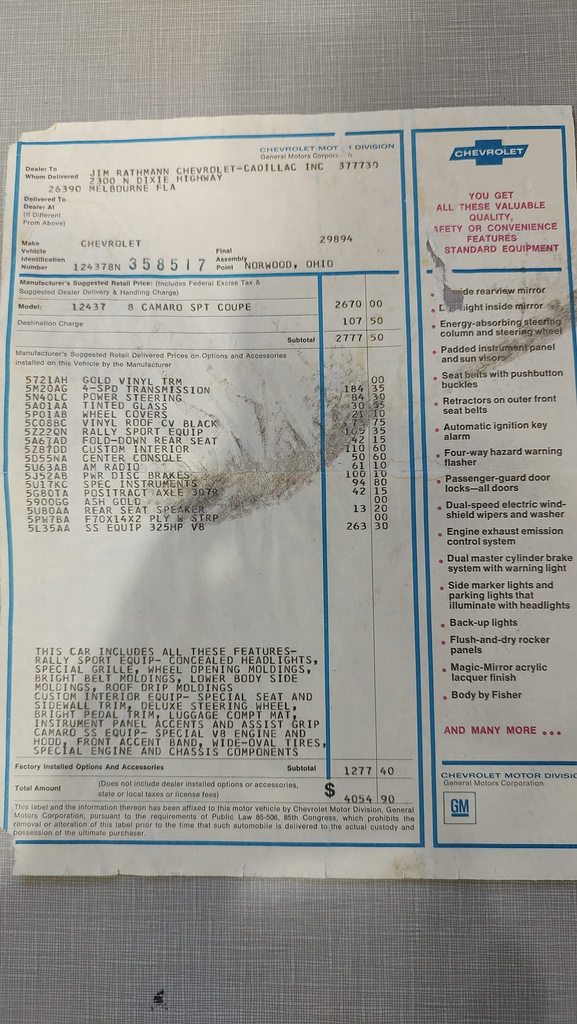 CHEVROLET MOT DIVISION
General Motors Corpor
Dealer To
Whom Delivered
JIM RATHMANN CHEVROLET-CADILLAC INC 377730
2300 N DIXIE HIGHWAY
26390 MELBOURNE FLA
Delivered To
Dealer At
(If Different
From Above)
29894
Make CHEVROLET
Vehicle
Identification
Number 124378N 358517
Final
Assembly
Point NORWOOD, OHIO
Manufacturer's Suggested Retail Price: (Includes Federal Excise Tax &
Suggested Dealer Delivery & Handling Charge)
Model: 12437 8 CAMARO SPT COUPE 2670 00
Destination Charge 107 50
Subtotal 2777 50
Manufacturer's Suggested Retail Delivered Prices on Options and Accessories
installed on this Vehicle by the Manufacturer
5721AH GOLD VINYL TRM 00
5M20AG 4-SPD TRANSMISSION 184 35
5N40LC POWER STEERING 84 30
5A01AA TINTED GLASS 30
5P01AB WHEEL COVERS 21 10
5C08BC VINYL ROOF CV BLACK 73 75
5Z22QN RALLY SPORT EQUIP 35
5A67AD FOLD-DOWN REAR SEAT 42 15
5Z87DD CUSTOM INTERIOR 110 60
5D55NA CENTER CONSOLE 50 60
5U63AB AM RADIO 61 10
5J52AB PWR DISC BRAKES 100 10
5U17KC SPEC INSTRUMENTS 94 80
5G80TA POSITRACT AXLE 307R 42 15
5900GG ASH GOLD 00
5U80AA REAR SEAT SPEAKER 13 20
5PW7BA F70X14X2 PLY W STRP 00
5L35AA SS EQUIP 325HP V8 263 30
THIS CAR INCLUDES ALL THESE FEATURES-
RALLY SPORT EQUIP- CONCEALED HEADLIGHTS,
SPECIAL GRILLE, WHEEL OPENING MOLDINGS,
BRIGHT BELT MOLDINGS, LOWER BODY SIDE
MOLDINGS, ROOF DRIP MOLDINGS
CUSTOM INTERIOR EQUIP- SPECIAL SEAT AND
SIDEWALL TRIM, DELUXE STEERING WHEEL,
BRIGHT PEDAL TRIM, LUGGAGE COMPT MAT,
INSTRUMENT PANEL ACCENTS AND ASSIST GRIP
CAMARO SS EQUIP- SPECIAL V8 ENGINE AND
HOOD, FRONT ACCENT BAND, WIDE-OVAL TIRES,
SPECIAL ENGINE AND CHASSIS COMPONENTS
Factory Installed Options And Accessories Subtotal 1277 40
Total Amount (Does not include dealer installed options or accessories,
state or local taxes or license fees) $ 4054 90
This label and the information thereon has been affixed to this motor vehicle by Chevrolet Motor Division, General
Motors Corporation, pursuant to the requirements of Public Law 85-506, 85th Congress, which prohibits the
removal or alteration of this label prior to the time that such automobile is delivered to the actual custody and
possession of the ultimate purchaser.
CHEVROLET
YOU GET
ALL THESE VALUABLE
QUALITY,
AFETY OR CONVENIENCE
FEATURES
STANDARD EQUIPMENT
• ide rearview mirror
• night inside mirror
• Energy-absorbing steering
column and steering wheel
• Padded instrument panel
and sun visors
• Seat belts with pushbutton
buckles
• Retractors on outer front
seat belts
• Automatic ignition key
alarm
• Four-way hazard warning
flasher
• Passenger-guard door
locks—all doors
• Dual-speed electric wind-
shield wipers and washer
• Engine exhaust emission
control system
• Dual master cylinder brake
system with warning light
• Side marker lights and
parking lights that
illuminate with headlights
• Back-up lights
• Flush-and-dry rocker
panels
• Magic-Mirror acrylic
lacquer finish
• Body by Fisher
AND MANY MORE ...
CHEVROLET MOTOR DIVISIO
General Motors Corporation
GM